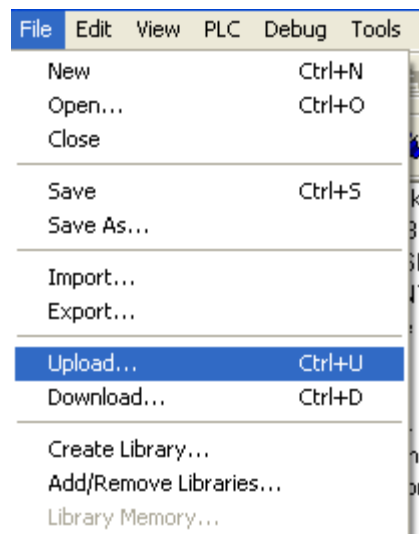 File Edit View PLC Debug Tools
New Ctrl+N
Open... Ctrl+O
Close
Save Ctrl+S
Save As...
Import...
Export...
Upload... Ctrl+U
Download... Ctrl+D
Create Library...
Add/Remove Libraries...
Library Memory...